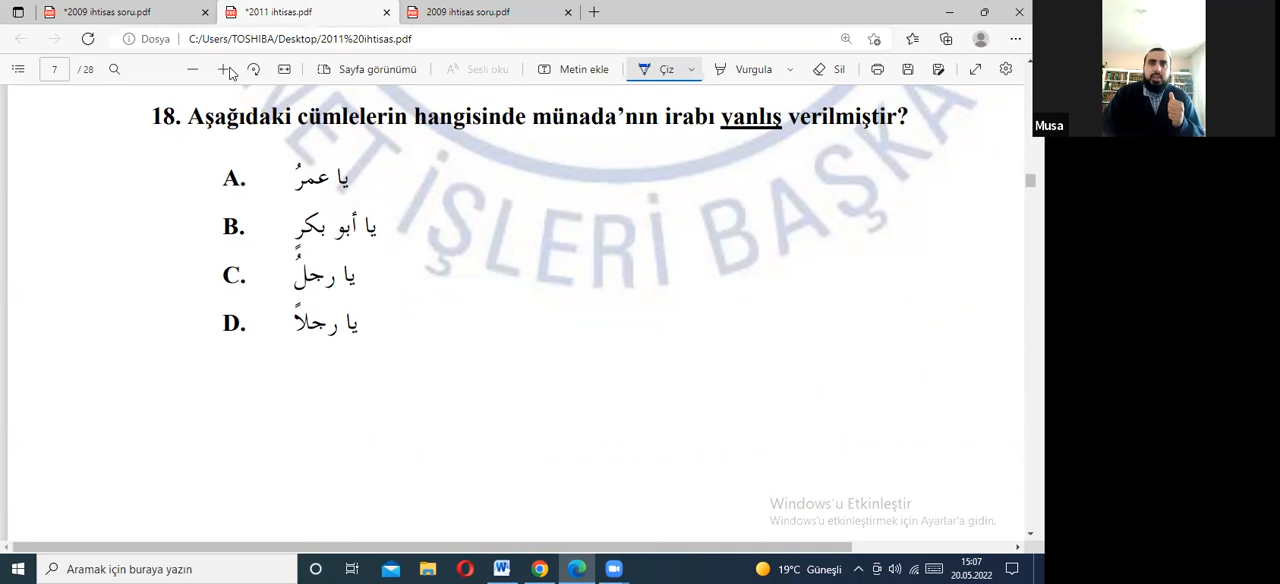 *2009 ihtisas soru.pdf
*2011 ihtisas.pdf
2009 ihtisas soru.pdf
Dosya
C:/Users/TOSHIBA/Desktop/2011%20ihtisas.pdf
7 / 28
Sayfa görünümü
Sesli oku
Metin ekle
Çiz
Vurgula
Sil
Musa
18. Aşağıdaki cümlelerin hangisinde münada’nın irabı yanlış verilmiştir?
A. يا عمرُ
B. يا أبو بكرٍ
C. يا رجلُ
D. يا رجلاً
ET İŞLERİ BAŞKA
Windows'u Etkinleştir
Windows'u etkinleştirmek için Ayarlar'a gidin.
Aramak için buraya yazın
19°C Güneşli
15:07
20.05.2022